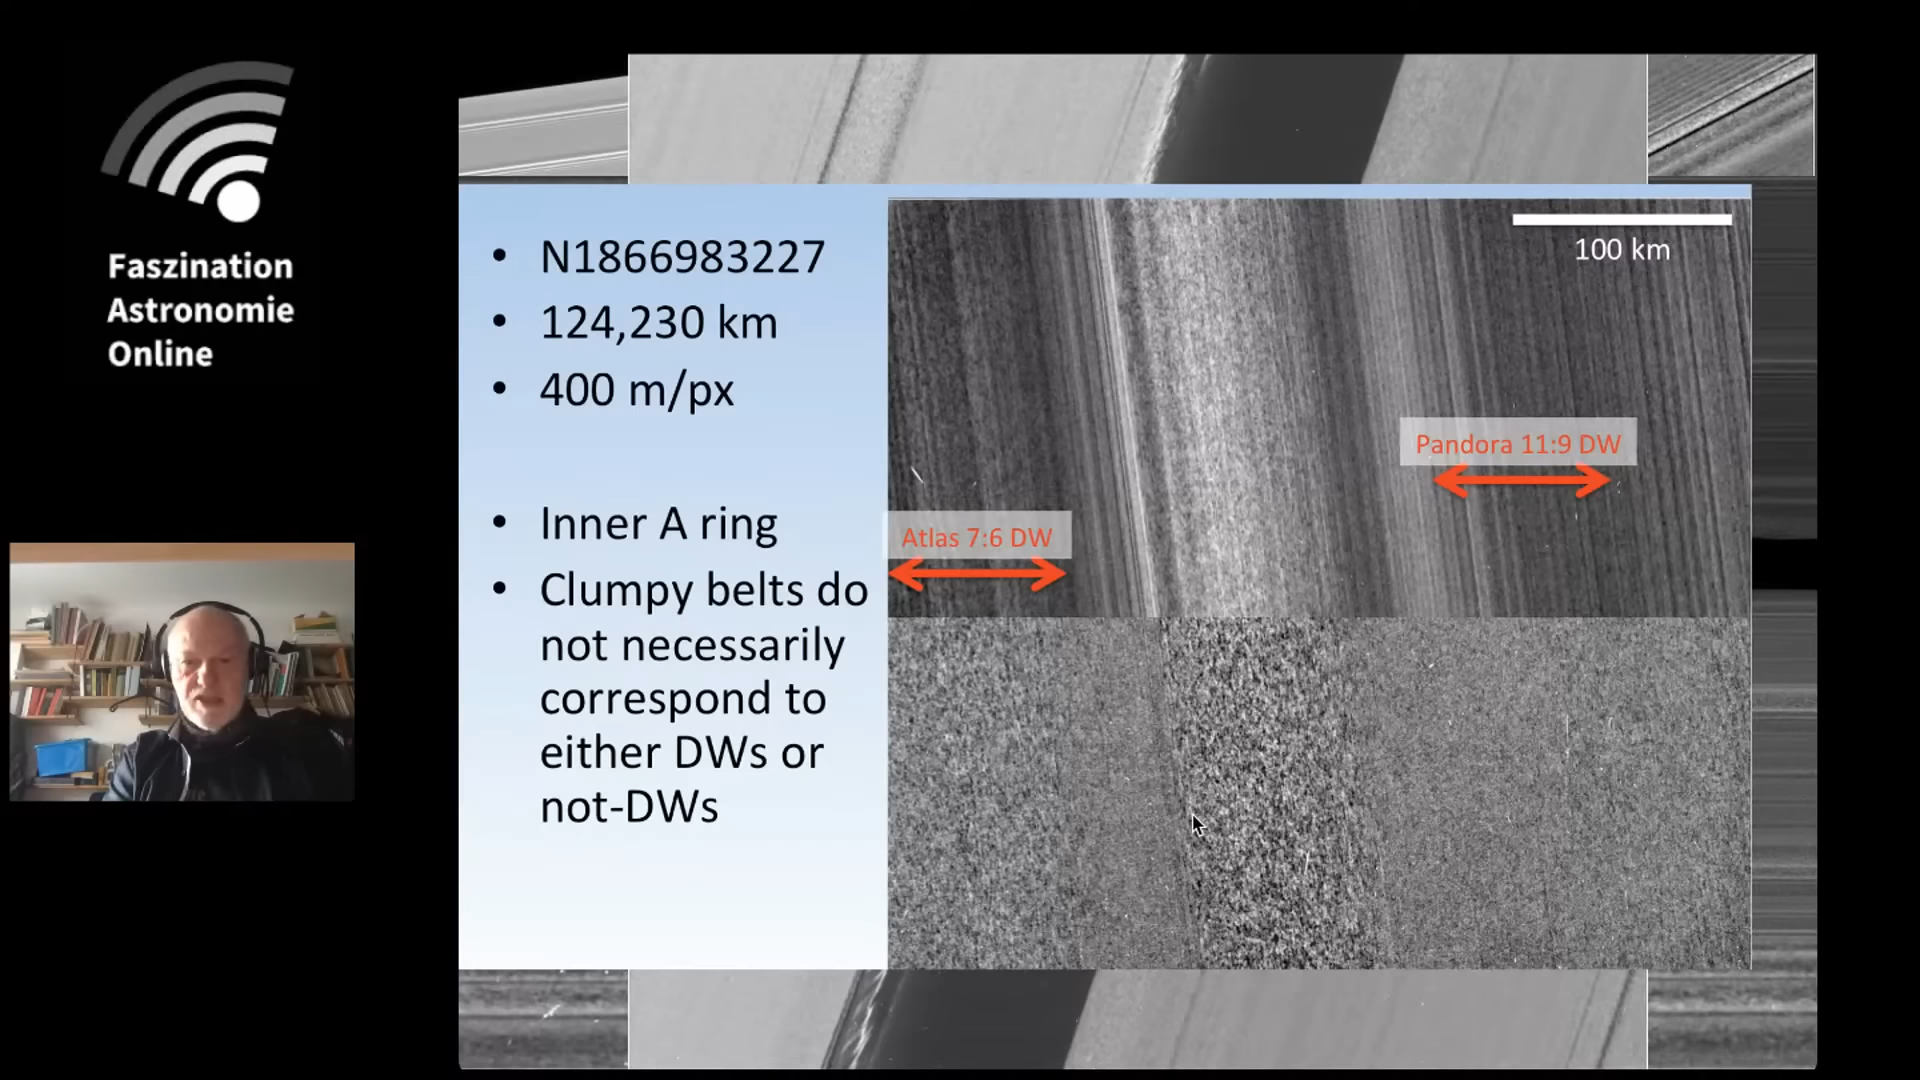 Faszination
Astronomie
Online
• N1866983227
• 124,230 km
• 400 m/px
• Inner A ring
• Clumpy belts do
not necessarily
correspond to
either DWs or
not-DWs
100 km
Pandora 11:9 DW
Atlas 7:6 DW